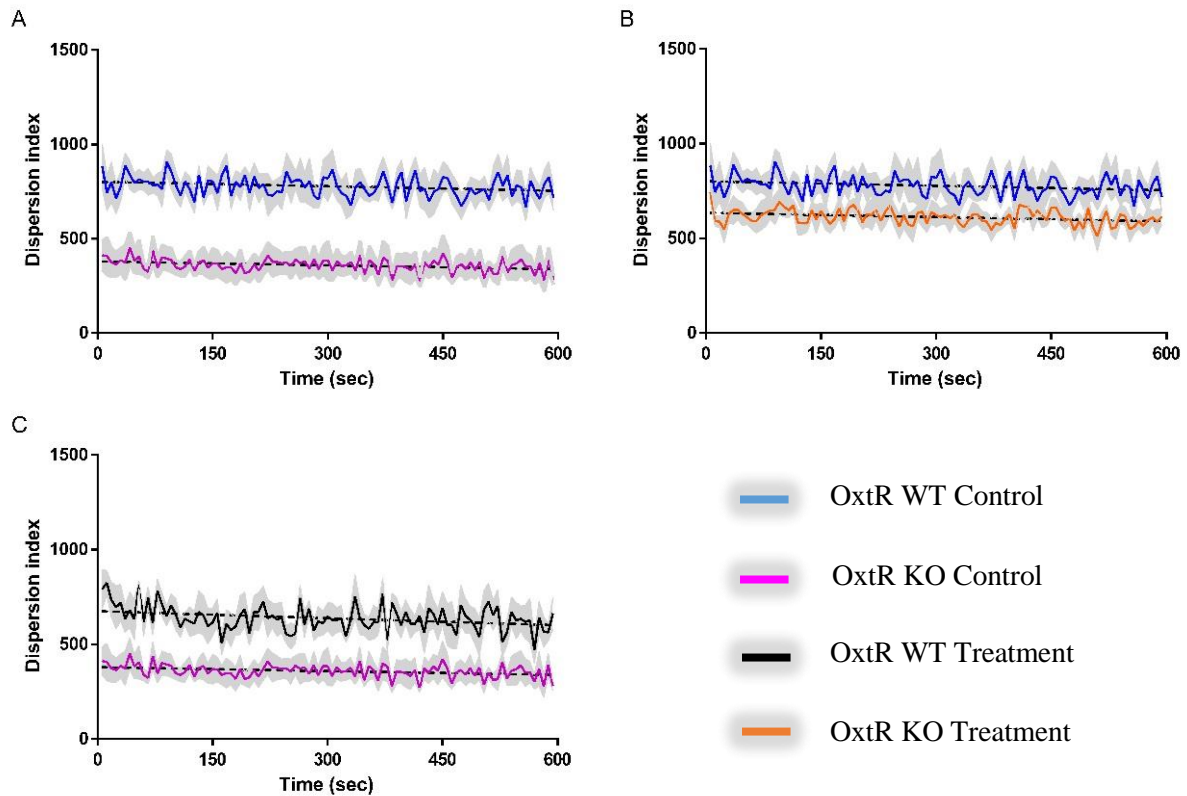 A
1500
1000
500
0
Dispersion index
0 150 300 450 600
Time (sec)
B
1500
1000
500
0
Dispersion index
0 150 300 450 600
Time (sec)
C
1500
1000
500
0
Dispersion index
0 150 300 450 600
Time (sec)
OxtR WT Control
OxtR KO Control
OxtR WT Treatment
OxtR KO Treatment